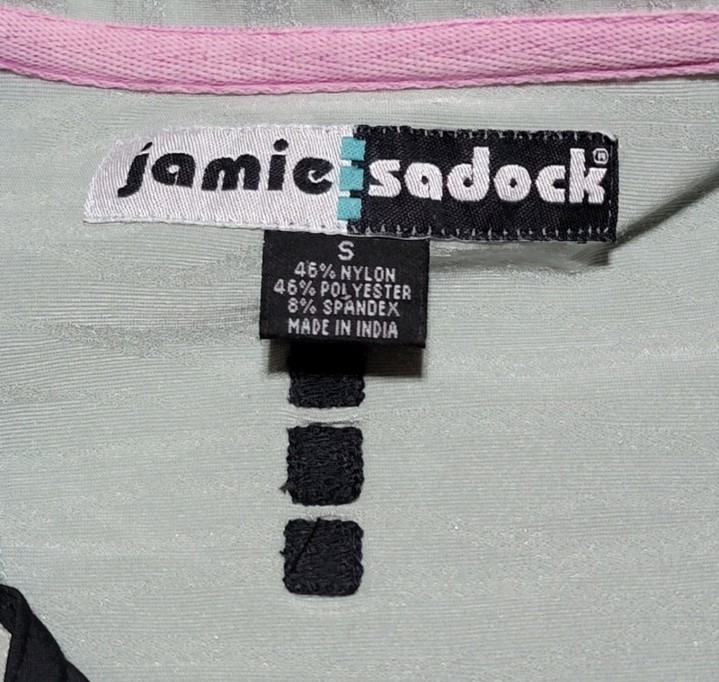 jamie sadock®
S
46% NYLON
46% POLYESTER
8% SPANDEX
MADE IN INDIA